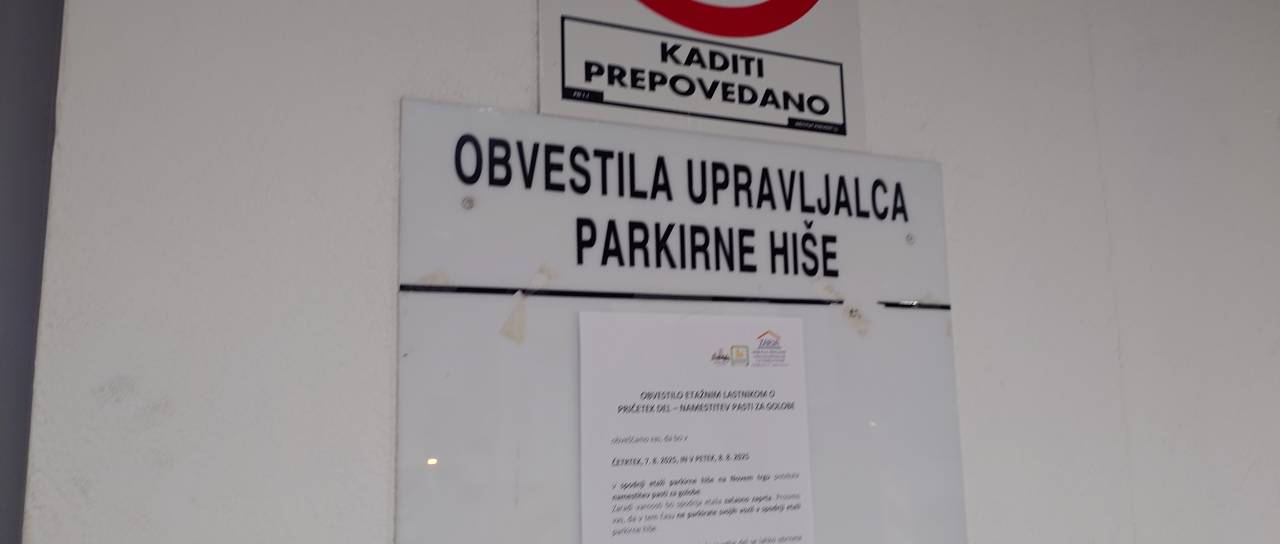 KADITI
PREPOVEDANO
OBVESTILA UPRAVLJALCA
PARKIRNE HIŠE
OBVESTILO ETAŽNIM LASTNIKOM O
PRIČETEK DEL – NAMESTITEV PASTI ZA GOLOBE
obveščamo vas, da bo v
ČETRTEK, 7. 8. 2025, IN V PETEK, 8. 8. 2025
v spodnji etaži parkirne hiše na Novem trgu potekala
namestitev pasti za golobe.
Zaradi varnosti bo spodnja etaža začasno zaprta. Prosimo
vas, da v tem času ne parkirate svojih vozil v spodnji etaži
parkirne hiše.